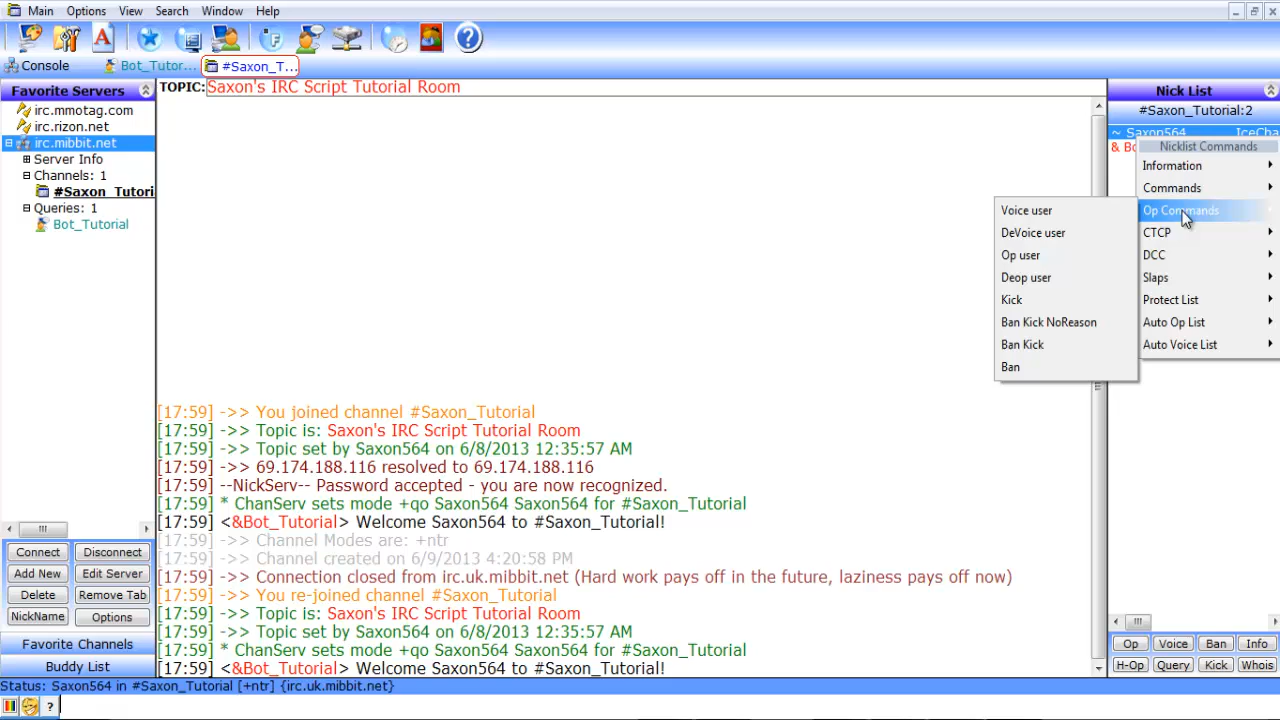 Main Options View Search Window Help
Console Bot_Tutor... #Saxon_T...
Favorite Servers
irc.mmotag.com
irc.rizon.net
irc.mibbit.net
Server Info
Channels: 1
#Saxon_Tutori
Queries: 1
Bot_Tutorial
Connect Disconnect
Add New Edit Server
Delete Remove Tab
NickName Options
Favorite Channels
Buddy List
TOPIC: Saxon's IRC Script Tutorial Room
[17:59] ->> You joined channel #Saxon_Tutorial
[17:59] ->> Topic is: Saxon's IRC Script Tutorial Room
[17:59] ->> Topic set by Saxon564 on 6/8/2013 12:35:57 AM
[17:59] ->> 69.174.188.116 resolved to 69.174.188.116
[17:59] --NickServ-- Password accepted - you are now recognized.
[17:59] * ChanServ sets mode +qo Saxon564 Saxon564 for #Saxon_Tutorial
[17:59] <&Bot_Tutorial> Welcome Saxon564 to #Saxon_Tutorial!
[17:59] ->> Channel Modes are: +ntr
[17:59] ->> Channel created on 6/9/2013 4:20:58 PM
[17:59] ->> Connection closed from irc.uk.mibbit.net (Hard work pays off in the future, laziness pays off now)
[17:59] ->> You re-joined channel #Saxon_Tutorial
[17:59] ->> Topic is: Saxon's IRC Script Tutorial Room
[17:59] ->> Topic set by Saxon564 on 6/8/2013 12:35:57 AM
[17:59] * ChanServ sets mode +qo Saxon564 Saxon564 for #Saxon_Tutorial
[17:59] <&Bot_Tutorial> Welcome Saxon564 to #Saxon_Tutorial!
Voice user
DeVoice user
Op user
Deop user
Kick
Ban Kick NoReason
Ban Kick
Ban
Nick List
#Saxon_Tutorial:2
~ Saxon564 IceCha
& Bo
Nicklist Commands
Information
Commands
Op Commands
CTCP
DCC
Slaps
Protect List
Auto Op List
Auto Voice List
Op Voice Ban Info
H-Op Query Kick Whois
Status: Saxon564 in #Saxon_Tutorial [+ntr] {irc.uk.mibbit.net}